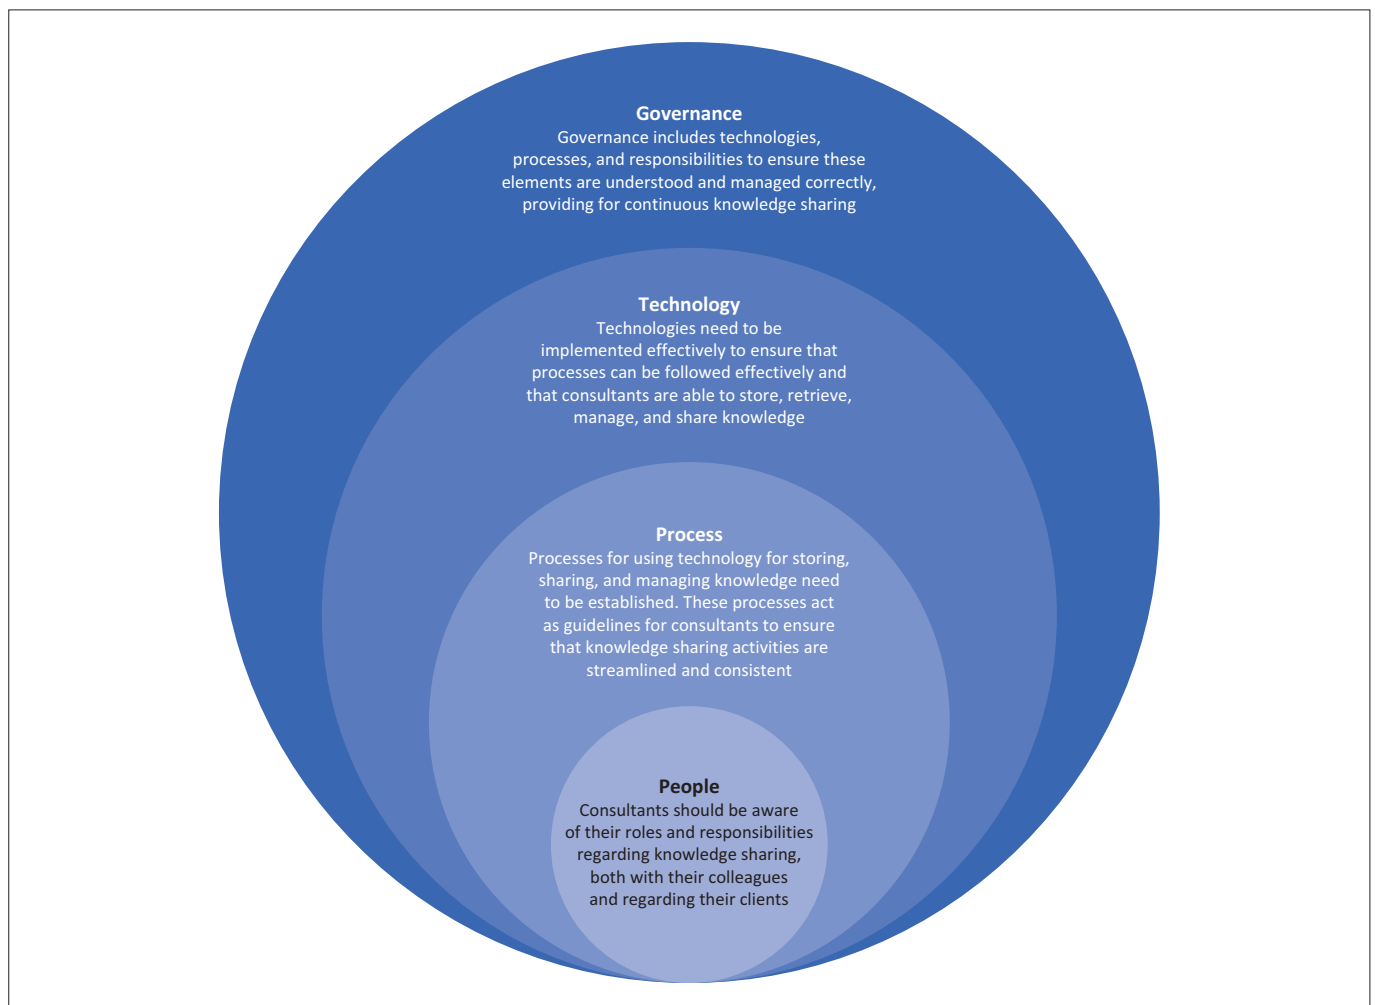 Governance
Governance includes technologies,
processes, and responsibilities to ensure these
elements are understood and managed correctly,
providing for continuous knowledge sharing
Technology
Technologies need to be
implemented effectively to ensure that
processes can be followed effectively and
that consultants are able to store, retrieve,
manage, and share knowledge
Process
Processes for using technology for storing,
sharing, and managing knowledge need
to be established. These processes act
as guidelines for consultants to ensure
that knowledge sharing activities are
streamlined and consistent
People
Consultants should be aware
of their roles and responsibilities
regarding knowledge sharing,
both with their colleagues
and regarding their clients